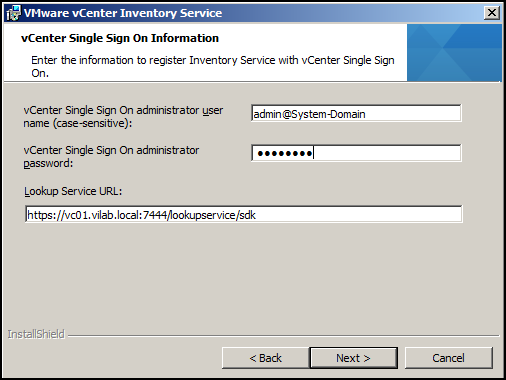 VMware vCenter Inventory Service
vCenter Single Sign On Information
Enter the information to register Inventory Service with vCenter Single Sign
On.
vCenter Single Sign On administrator user
name (case-sensitive):
admin@System-Domain
vCenter Single Sign On administrator
password:
●●●●●●●●
Lookup Service URL:
https://vc01.vilab.local:7444/lookupservice/sdk
InstallShield
< Back
Next >
Cancel